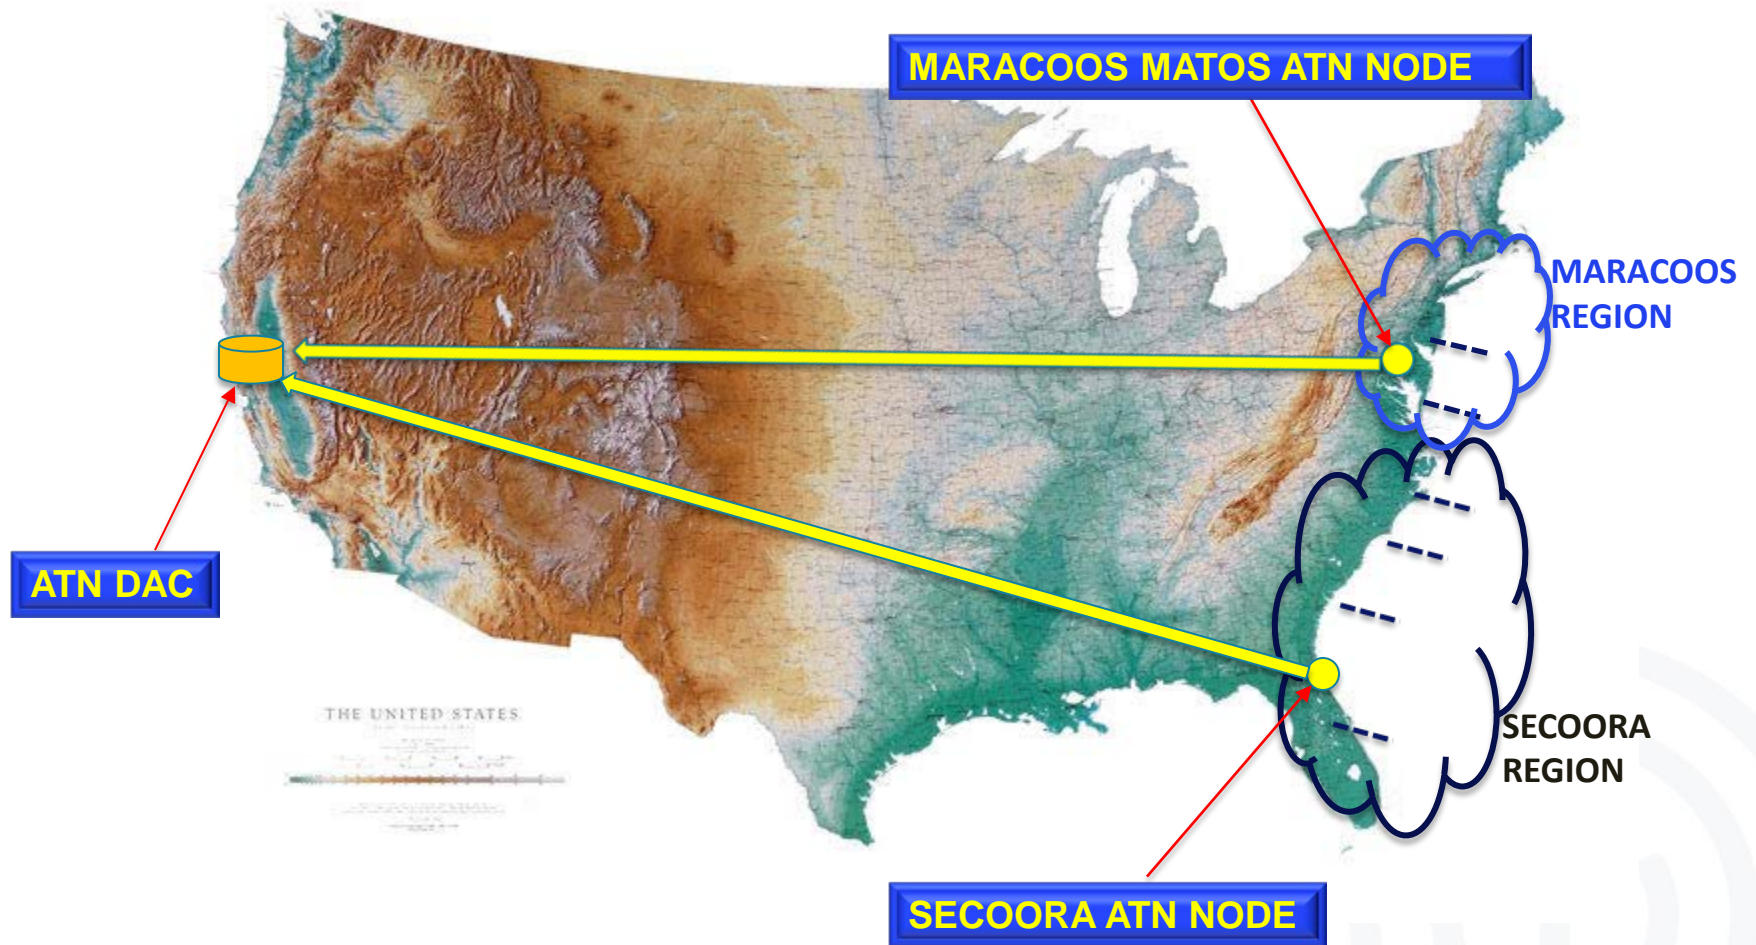 MARACOOS MATOS ATN NODE
MARACOOS
REGION
ATN DAC
THE UNITED STATES
SECOORA
REGION
SECOORA ATN NODE